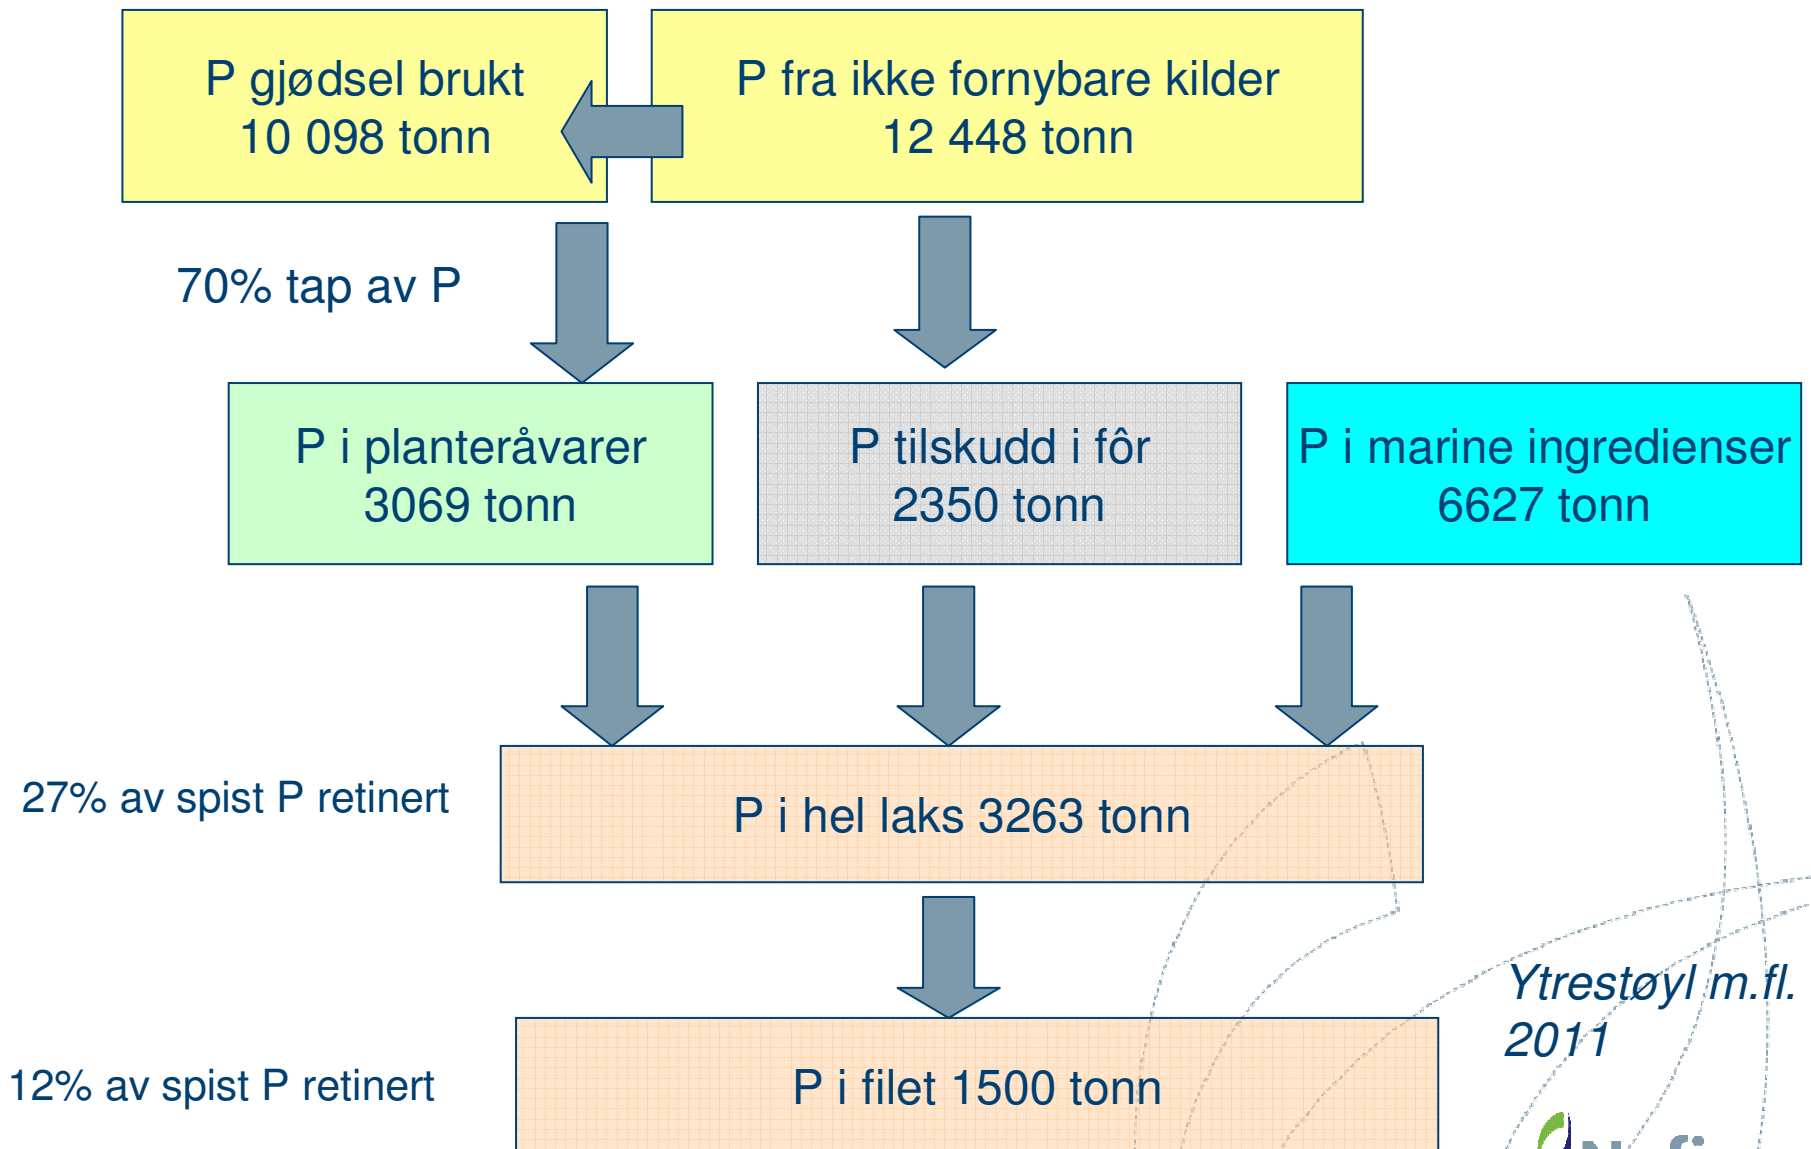 P gjødsel brukt
10 098 tonn
P fra ikke fornybare kilder
12 448 tonn
70% tap av P
P i planteråvarer
3069 tonn
P tilskudd i fôr
2350 tonn
P i marine ingredienser
6627 tonn
27% av spist P retinert
P i hel laks 3263 tonn
Ytrestøyl m.fl.
2011
12% av spist P retinert
P i filet 1500 tonn